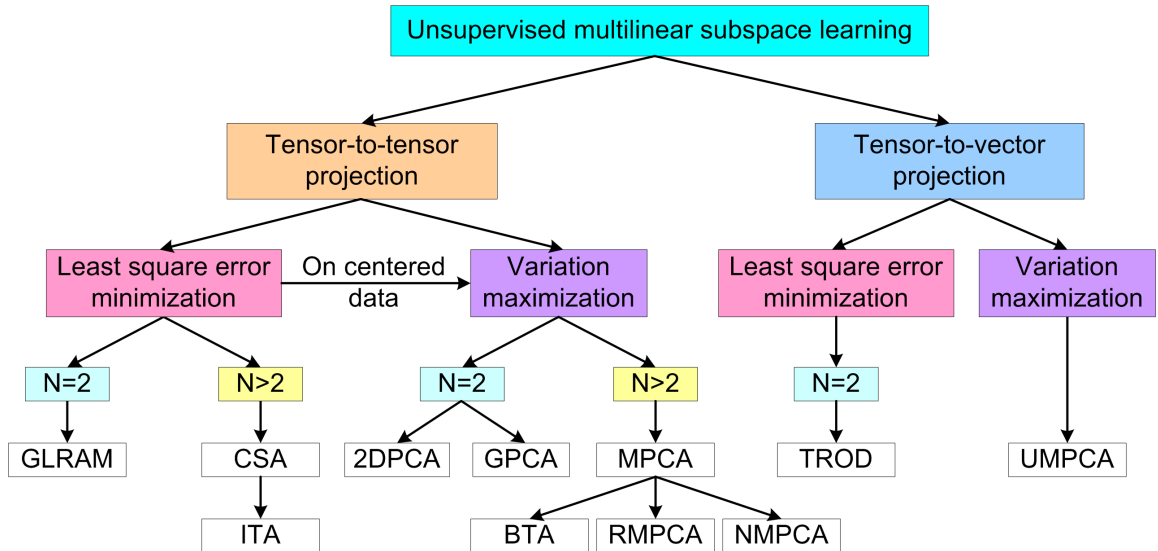 Unsupervised multilinear subspace learning
Tensor-to-tensor
projection
Tensor-to-vector
projection
Least square error
minimization
On centered
data
Variation
maximization
Least square error
minimization
Variation
maximization
N=2
N>2
N=2
N>2
N=2
GLRAM
CSA
2DPCA
GPCA
MPCA
TROD
UMPCA
ITA
BTA
RMPCA
NMPCA